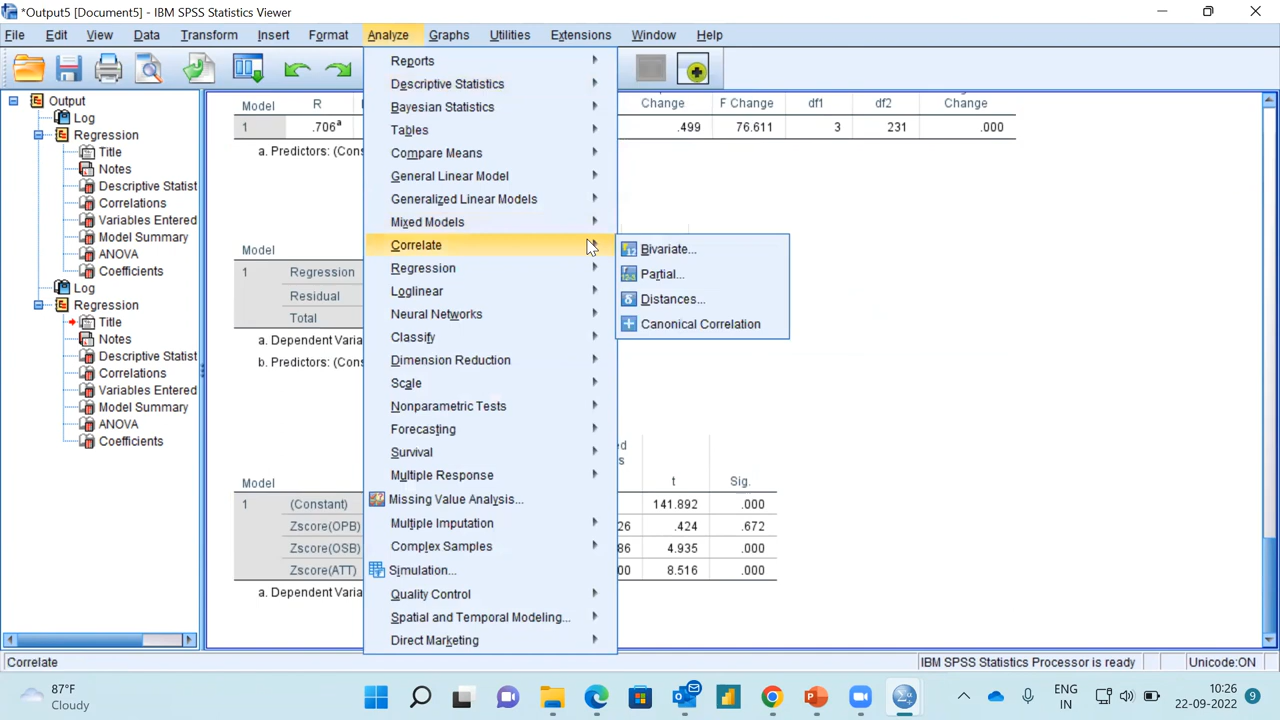 *Output5 [Document5] - IBM SPSS Statistics Viewer
File Edit View Data Transform Insert Format Analyze Graphs Utilities Extensions Window Help
Output
Log
Regression
Title
Notes
Descriptive Statist
Correlations
Variables Entered
Model Summary
ANOVA
Coefficients
Log
Regression
Title
Notes
Descriptive Statist
Correlations
Variables Entered
Model Summary
ANOVA
Coefficients
Reports
Descriptive Statistics
Bayesian Statistics
Tables
Compare Means
General Linear Model
Generalized Linear Models
Mixed Models
Correlate
Regression
Loglinear
Neural Networks
Classify
Dimension Reduction
Scale
Nonparametric Tests
Forecasting
Survival
Multiple Response
Missing Value Analysis...
Multiple Imputation
Complex Samples
Simulation...
Quality Control
Spatial and Temporal Modeling...
Direct Marketing
Bivariate...
Partial...
Distances...
Canonical Correlation
Model R Change F Change df1 df2 Change
1 .706a .499 76.611 3 231 .000
a. Predictors: (Cons
Model
1 Regression
Residual
Total
a. Dependent Varia
b. Predictors: (Con
Model t Sig.
1 (Constant) 141.892 .000
Zscore(OPB) 26 .424 .672
Zscore(OSB) 86 4.935 .000
Zscore(ATT) 00 8.516 .000
a. Dependent Varia
Correlate IBM SPSS Statistics Processor is ready Unicode:ON
87°F
Cloudy
ENG
IN
10:26
22-09-2022
9